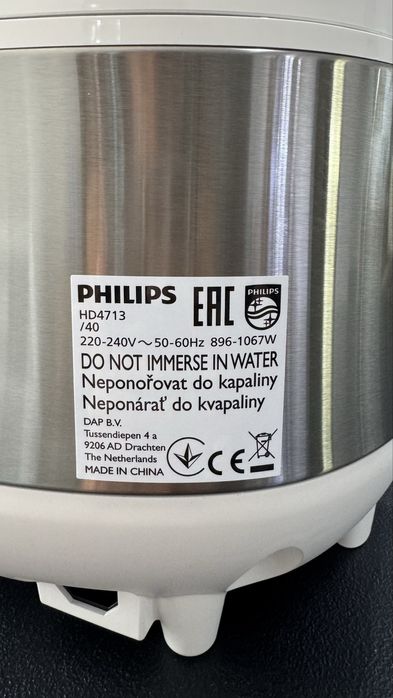 PHILIPS
EAC
PHILIPS
HD4713
/40
220-240V～50-60Hz 896-1067W
DO NOT IMMERSE IN WATER
Neponořovat do kapaliny
Neponárať do kvapaliny
DAP B.V.
Tussendiepen 4 a
9206 AD Drachten
The Netherlands
MADE IN CHINA
CE